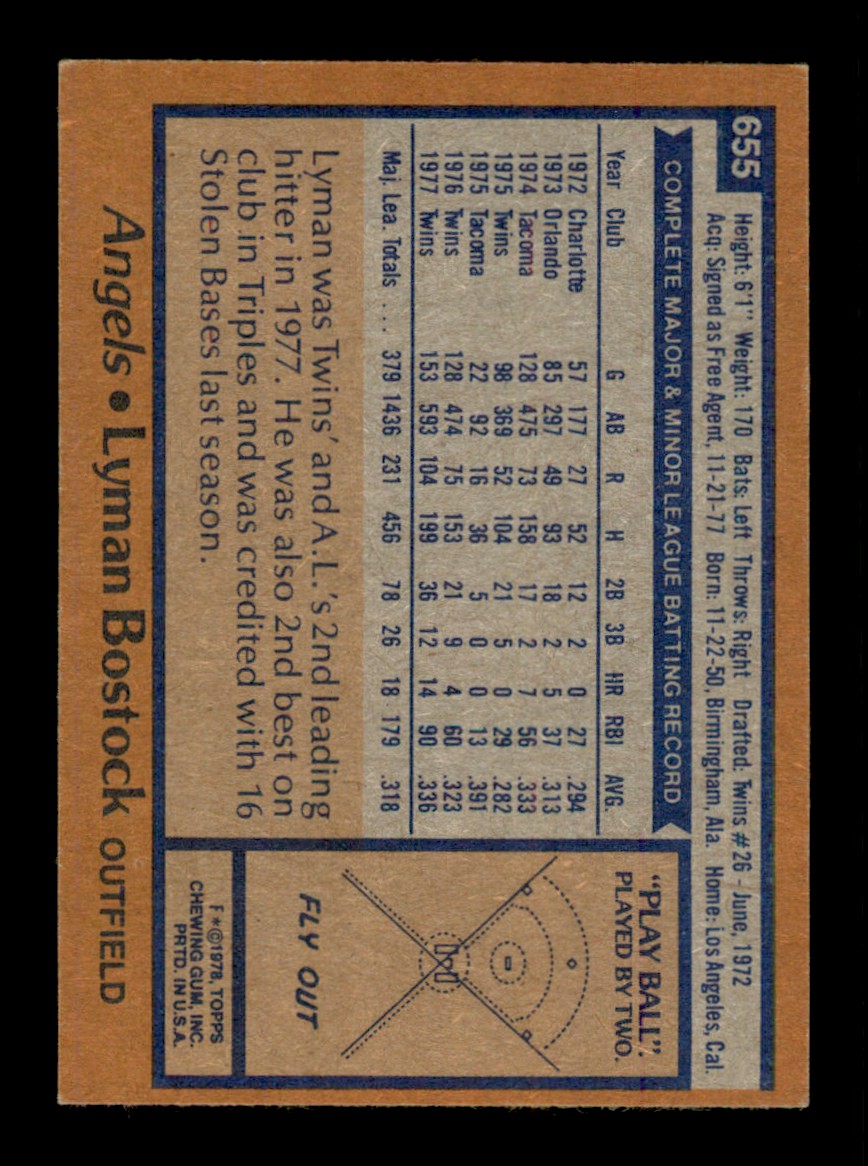 655
Height: 6'1" Weight: 170 Bats: Left Throws: Right Drafted: Twins #26 - June, 1972
Acq: Signed as Free Agent, 11-21-77 Born: 11-22-50, Birmingham, Ala. Home: Los Angeles, Cal.
COMPLETE MAJOR & MINOR LEAGUE BATTING RECORD
Year Club G AB R H 2B 3B HR RBI AVG.
1972 Charlotte 57 177 27 52 12 2 0 27 .294
1973 Orlando 85 297 49 93 18 2 5 37 .313
1974 Tacoma 128 475 73 158 17 2 7 56 .333
1975 Twins 98 369 52 104 21 5 0 29 .282
1975 Tacoma 22 92 16 36 5 0 0 13 .391
1976 Twins 128 474 75 153 21 9 4 60 .323
1977 Twins 153 593 104 199 36 12 14 90 .336
Maj. Lea. Totals . . . 379 1436 231 456 78 26 18 179 .318
Lyman was Twins' and A.L.'s 2nd leading
hitter in 1977. He was also 2nd best on
club in Triples and was credited with 16
Stolen Bases last season.
"PLAY BALL".
PLAYED BY TWO.
FLY OUT
F*©1978, TOPPS
CHEWING GUM, INC.
PRTD. IN U.S.A.
Angels • Lyman Bostock OUTFIELD